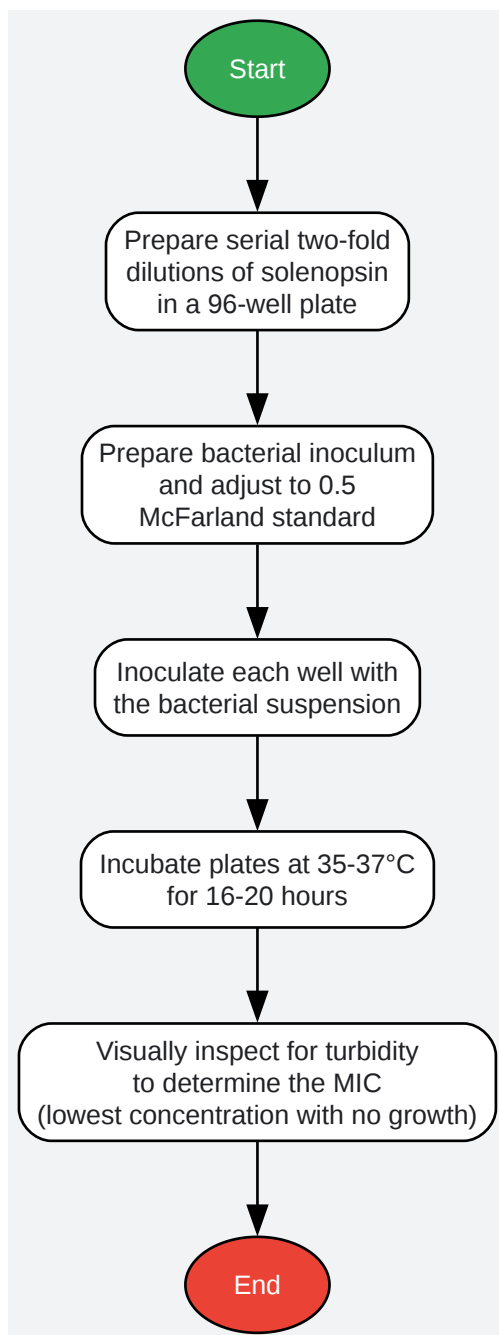 Start
Prepare serial two-fold
dilutions of solenopsin
in a 96-well plate
Prepare bacterial inoculum
and adjust to 0.5
McFarland standard
Inoculate each well with
the bacterial suspension
Incubate plates at 35-37°C
for 16-20 hours
Visually inspect for turbidity
to determine the MIC
(lowest concentration with no growth)
End